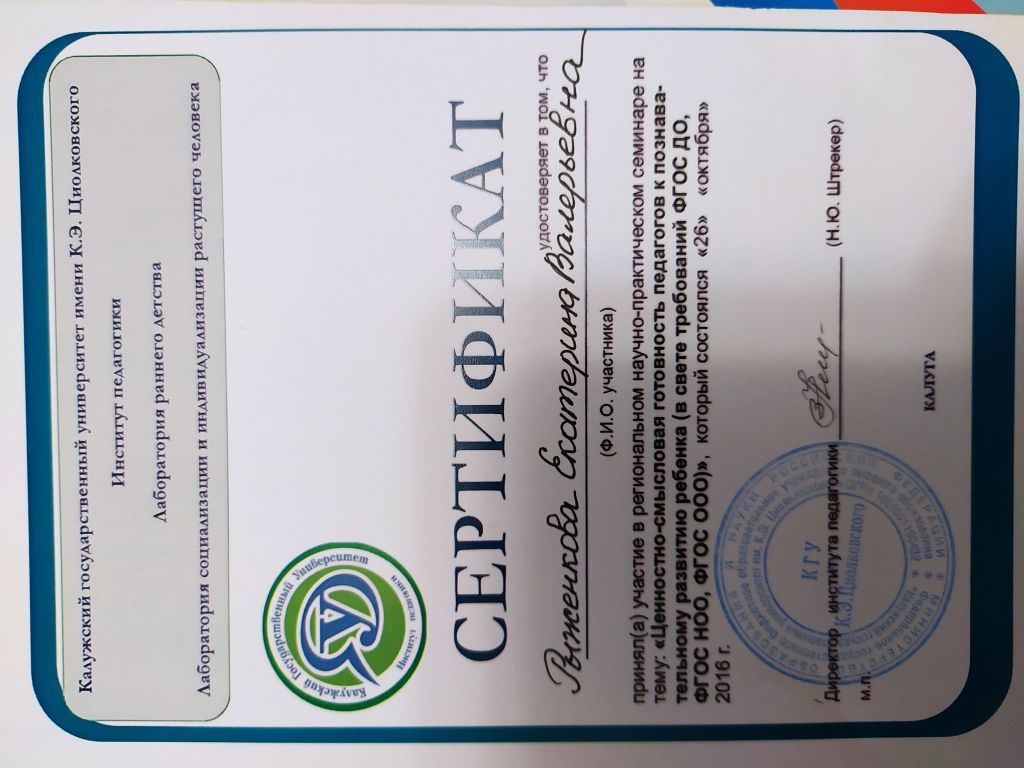 Калужский государственный университет имени К.Э. Циолковского
Институт педагогики
Лаборатория раннего детства
Лаборатория социализации и индивидуализации растущего человека
Калужский Государственный Университет
КГУ
Институт педагогики
СЕРТИФИКАТ
удостоверяет в том, что
Рыженкова Екатерина Валерьевна
(Ф.И.О. участника)
принял(а) участие в региональном научно-практическом семинаре на
тему: «Ценностно-смысловая готовность педагогов к познава-
тельному развитию ребенка (в свете требований ФГОС ДО,
ФГОС НОО, ФГОС ООО)», который состоялся «26» «октября»
2016 г.
Директор института педагогики (Н.Ю. Штрекер)
м.п.
КГУ
К.Э.Циолковского
КАЛУГА